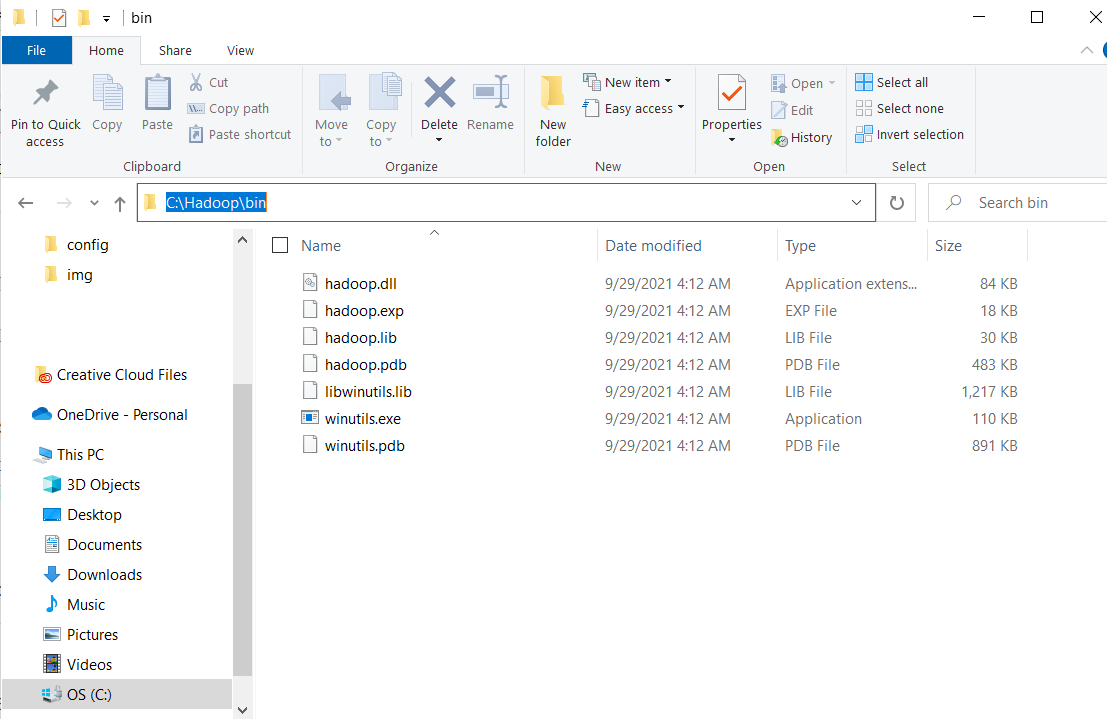 bin
File Home Share View
Pin to Quick access
Copy
Paste
Cut
Copy path
Paste shortcut
Clipboard
Move to
Copy to
Delete
Rename
Organize
New folder
New item
Easy access
New
Properties
Open
Edit
History
Open
Select all
Select none
Invert selection
Select
C:\Hadoop\bin
Search bin
config
img
Creative Cloud Files
OneDrive - Personal
This PC
3D Objects
Desktop
Documents
Downloads
Music
Pictures
Videos
OS (C:)
Name Date modified Type Size
hadoop.dll 9/29/2021 4:12 AM Application extens... 84 KB
hadoop.exp 9/29/2021 4:12 AM EXP File 18 KB
hadoop.lib 9/29/2021 4:12 AM LIB File 30 KB
hadoop.pdb 9/29/2021 4:12 AM PDB File 483 KB
libwinutils.lib 9/29/2021 4:12 AM LIB File 1,217 KB
winutils.exe 9/29/2021 4:12 AM Application 110 KB
winutils.pdb 9/29/2021 4:12 AM PDB File 891 KB